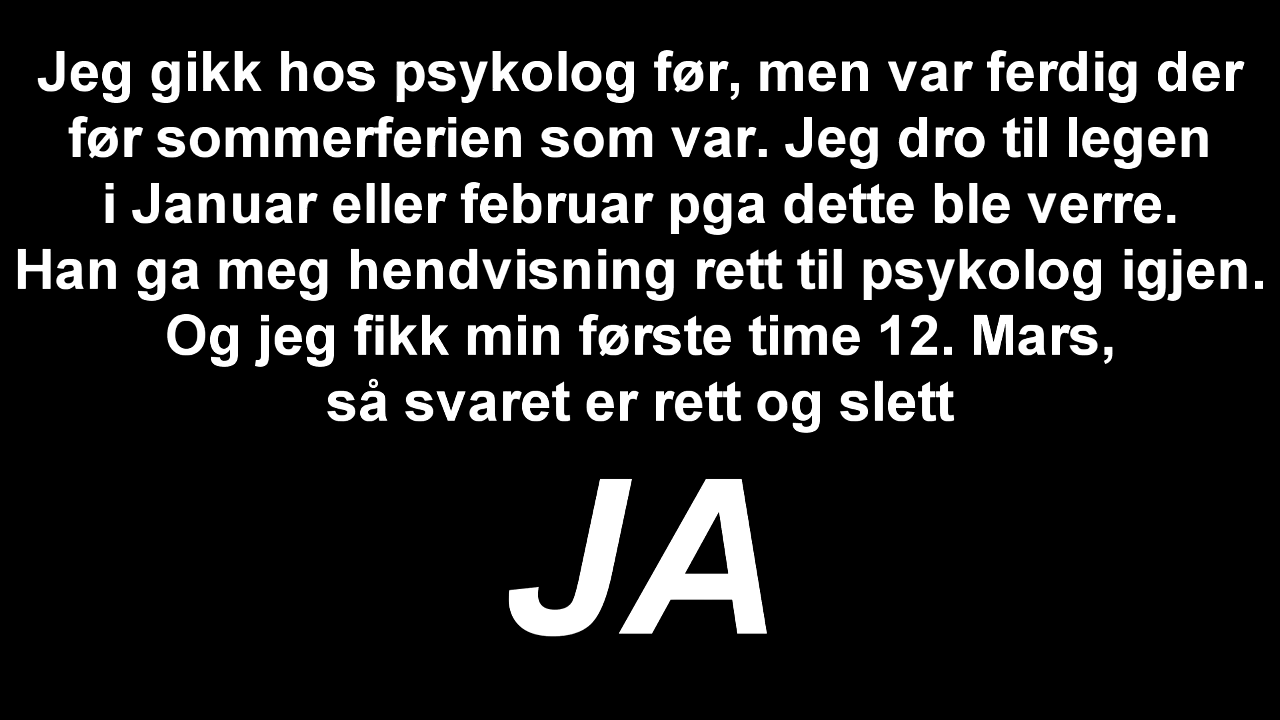 Jeg gikk hos psykolog før, men var ferdig der
før sommerferien som var. Jeg dro til legen
i Januar eller februar pga dette ble verre.
Han ga meg hendvisning rett til psykolog igjen.
Og jeg fikk min første time 12. Mars,
så svaret er rett og slett
JA